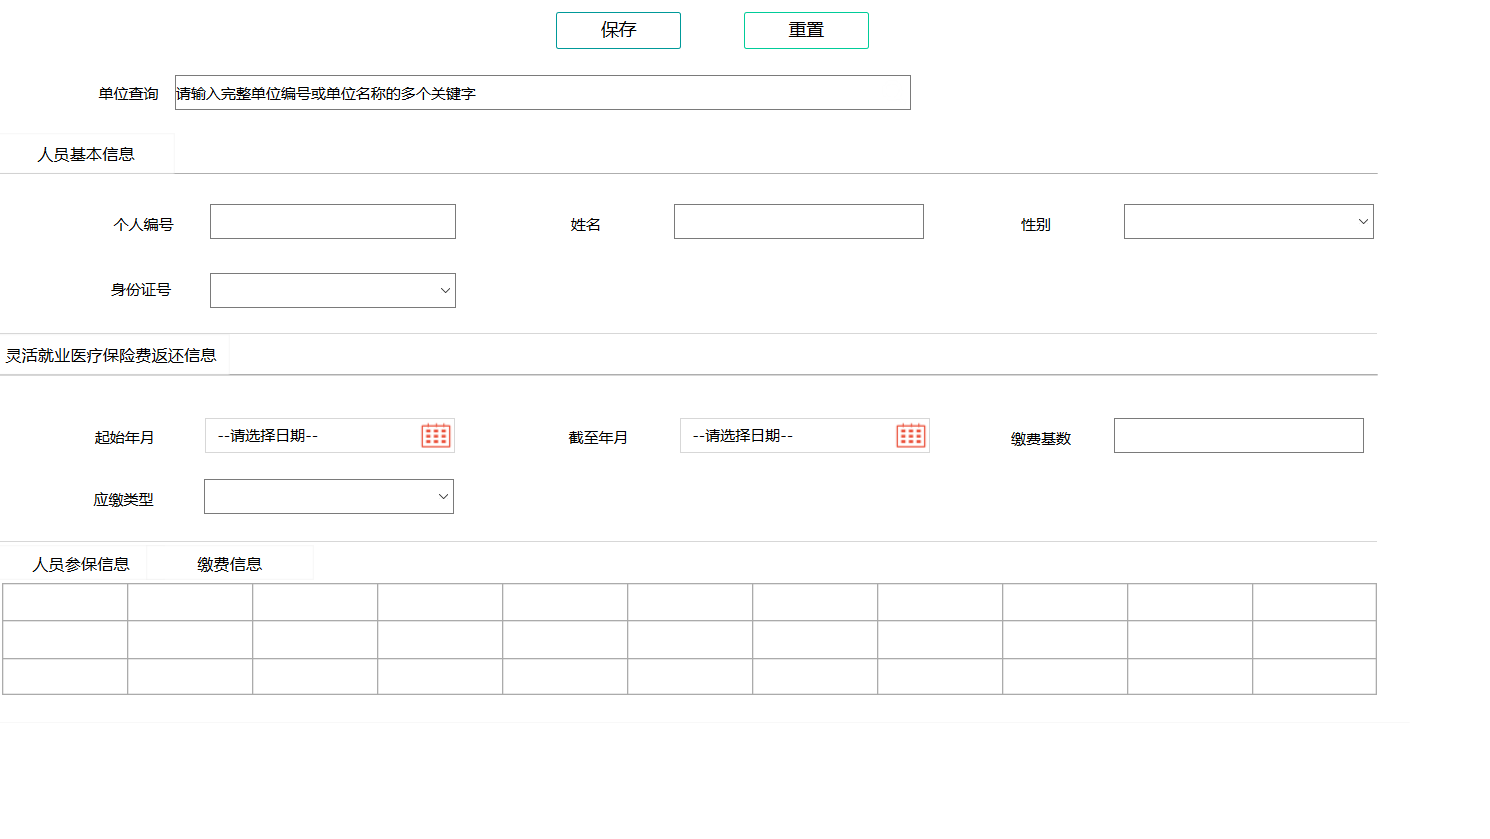 保存 重置
单位查询 请输入完整单位编号或单位名称的多个关键字
人员基本信息
个人编号 姓名 性别
身份证号
灵活就业医疗保险费返还信息
起始年月 --请选择日期-- 截至年月 --请选择日期-- 缴费基数
应缴类型
人员参保信息 缴费信息